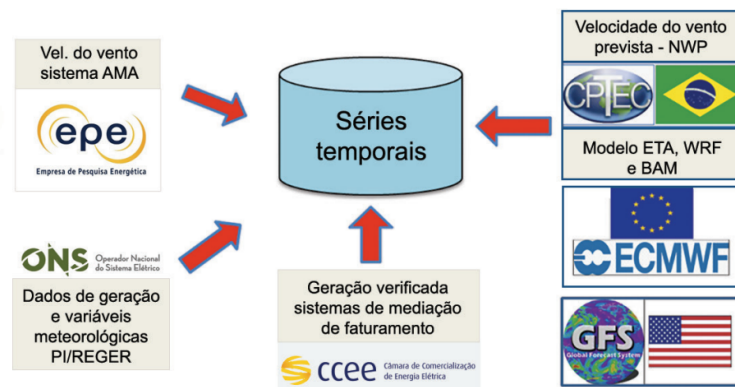 Vel. do vento
sistema AMA
epe
Empresa de Pesquisa Energética
ONS Operador Nacional
do Sistema Elétrico
Dados de geração
e variáveis
meteorológicas
PI/REGER
Séries
temporais
Geração verificada
sistemas de mediação
de faturamento
ccee Câmara de Comercialização
de Energia Elétrica
Velocidade do vento
prevista - NWP
CPTEC
Modelo ETA, WRF
e BAM
ECMWF
GFS
Global Forecast System